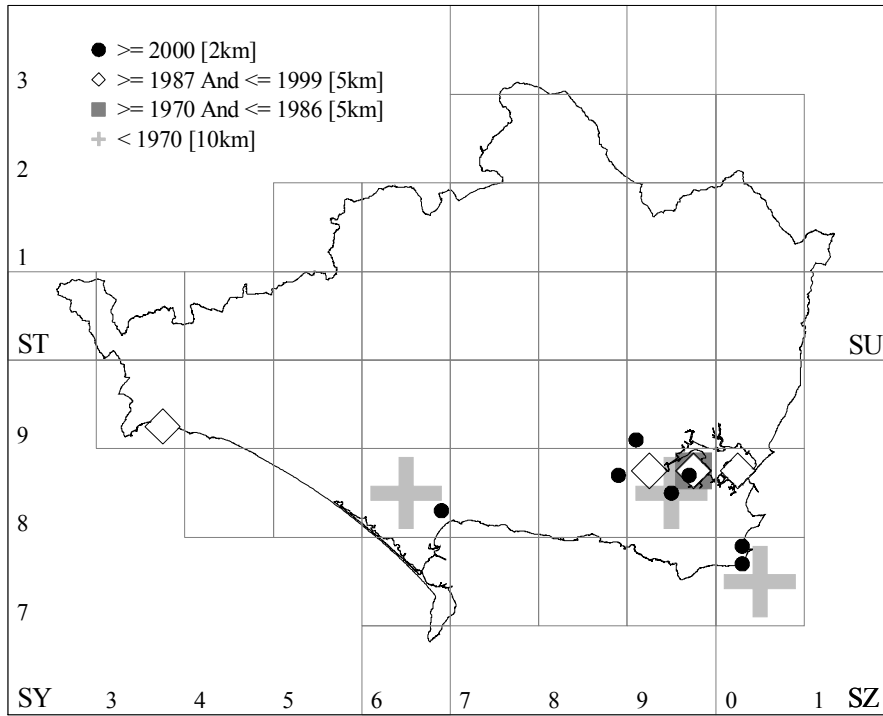 >= 2000 [2km]
>= 1987 And <= 1999 [5km]
>= 1970 And <= 1986 [5km]
< 1970 [10km]
3
2
1
ST
SU
9
8
7
SY
3
4
5
6
7
8
9
0
1
SZ